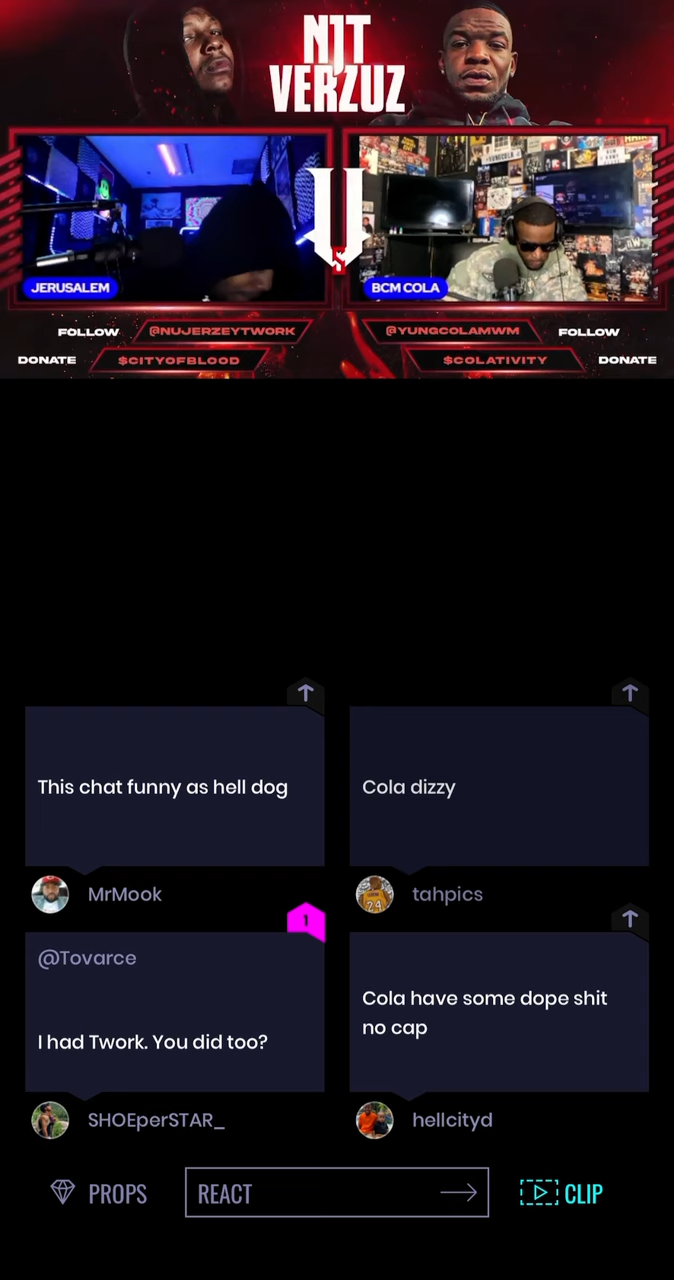 NJT
VERZUZ
VS
JERUSALEM
BCM COLA
FOLLOW @NUJERZEYTWORK
@YUNGCOLAMWM FOLLOW
DONATE $CITYOFBLOOD
$COLATIVITY DONATE
This chat funny as hell dog
Cola dizzy
MrMook
tahpics
1
@Tovarce
I had Twork. You did too?
Cola have some dope shit
no cap
SHOEperSTAR_
hellcityd
PROPS
REACT
CLIP